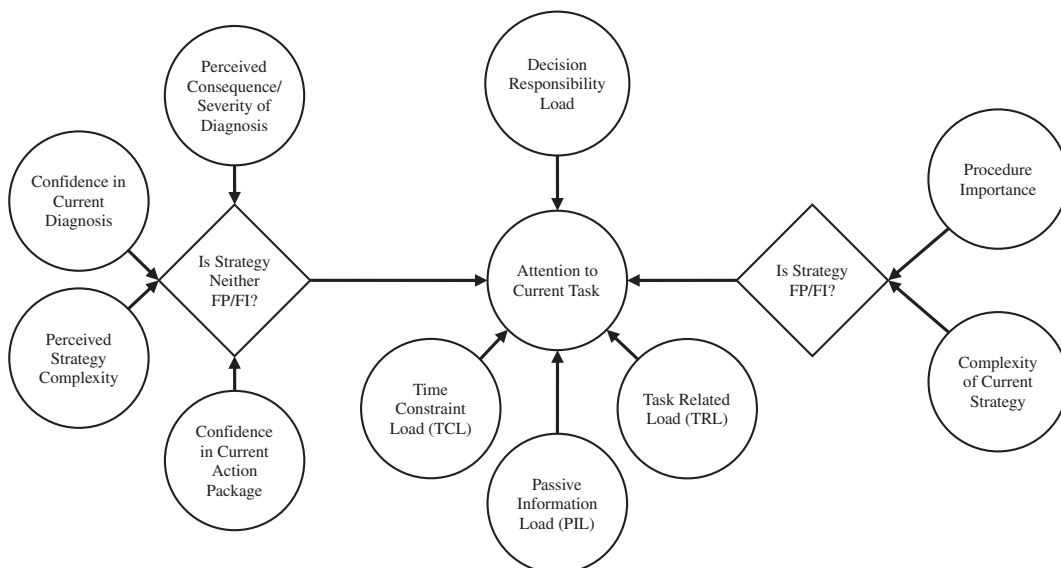 Perceived
Consequence/
Severity of
Diagnosis
Decision
Responsibility
Load
Confidence in
Current
Diagnosis
Procedure
Importance
Is Strategy
Neither
FP/FI?
Attention to
Current Task
Is Strategy
FP/FI?
Perceived
Strategy
Complexity
Time
Constraint
Load (TCL)
Task Related
Load (TRL)
Complexity
of Current
Strategy
Confidence
in Current
Action
Package
Passive
Information
Load (PIL)